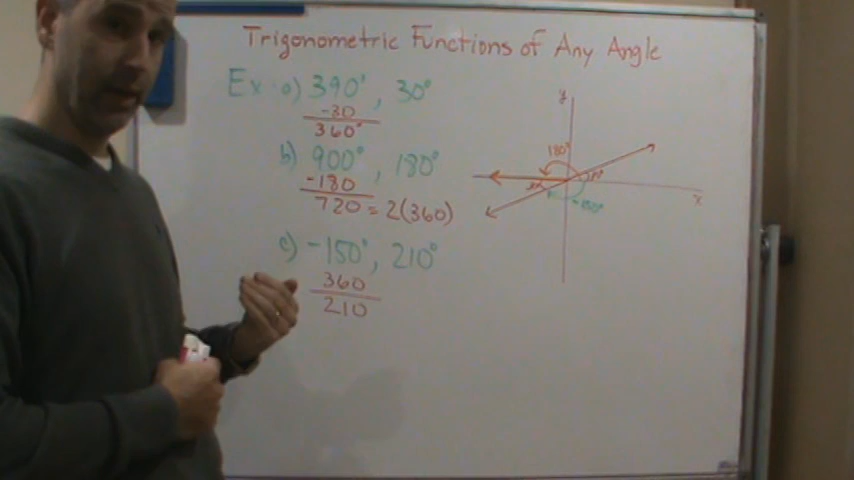 Trigonometric Functions of Any Angle
Ex. a) 390°, 30°
-30
360°
b) 900°, 180°
-180
720 = 2(360)
c) -150°, 210°
360
210
y
180°
-150°
x